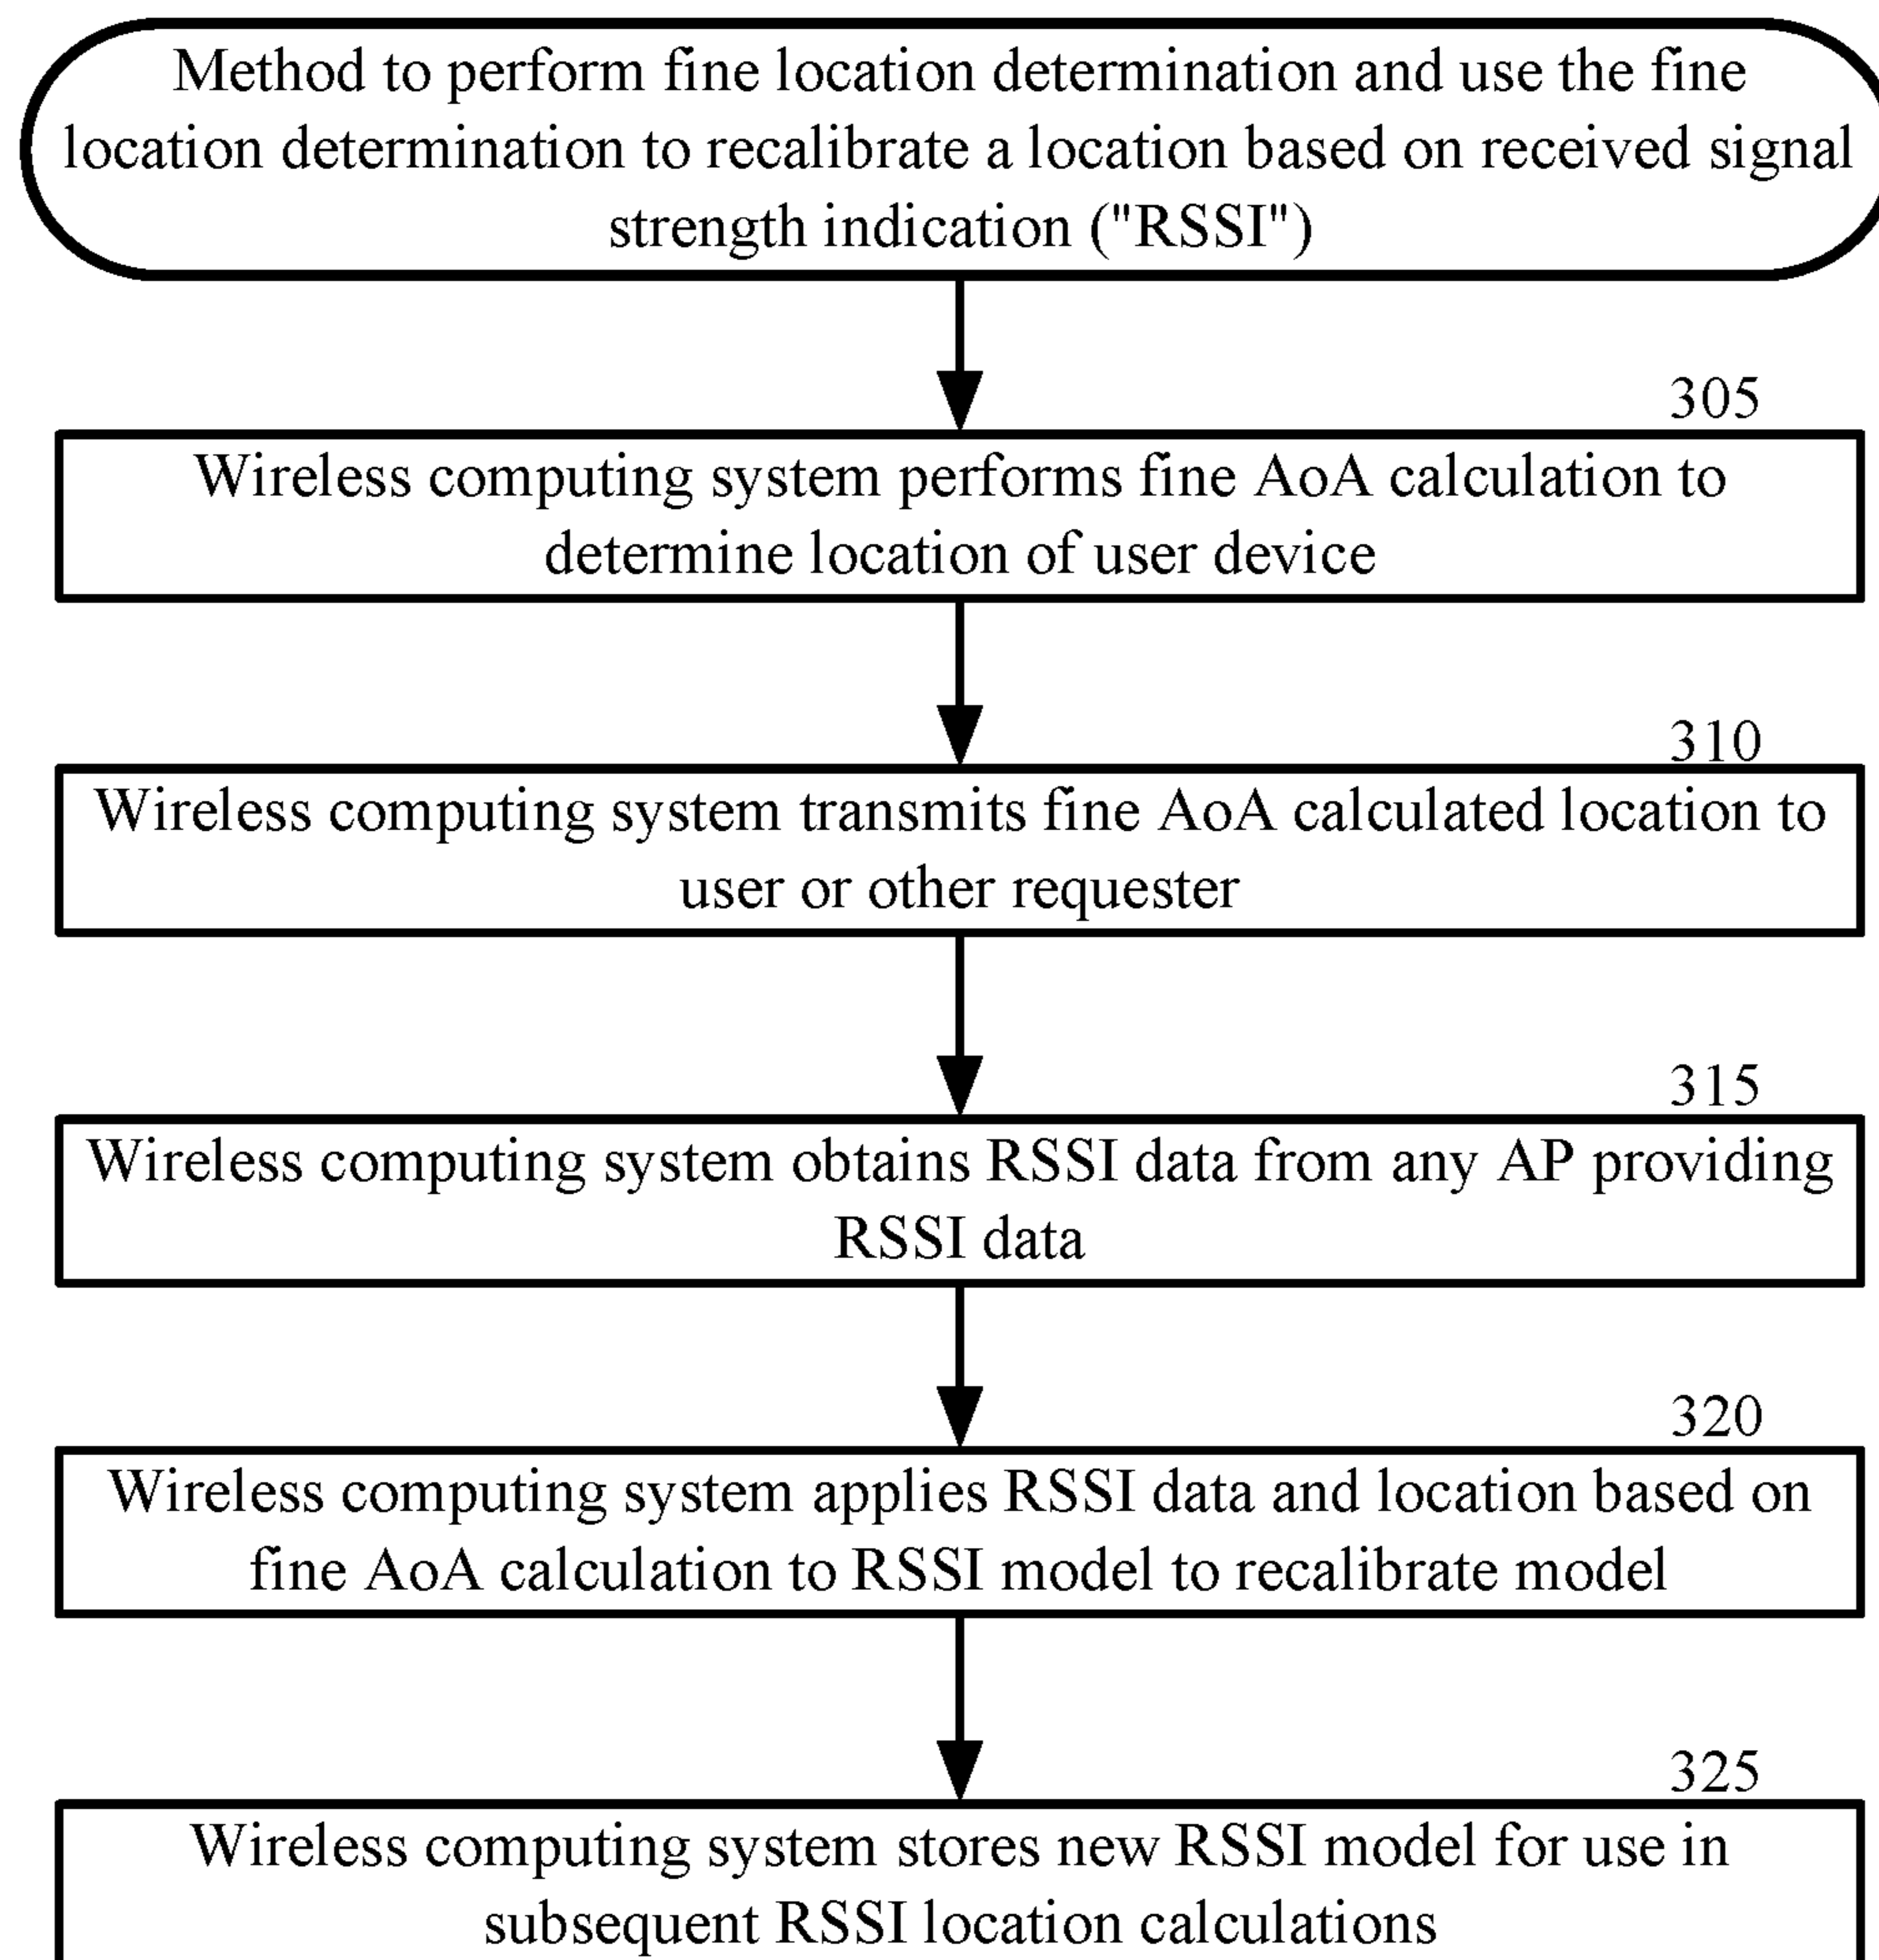 Method to perform fine location determination and use the fine
location determination to recalibrate a location based on received signal
strength indication ("RSSI")
305
Wireless computing system performs fine AoA calculation to
determine location of user device
310
Wireless computing system transmits fine AoA calculated location to
user or other requester
315
Wireless computing system obtains RSSI data from any AP providing
RSSI data
320
Wireless computing system applies RSSI data and location based on
fine AoA calculation to RSSI model to recalibrate model
325
Wireless computing system stores new RSSI model for use in
subsequent RSSI location calculations